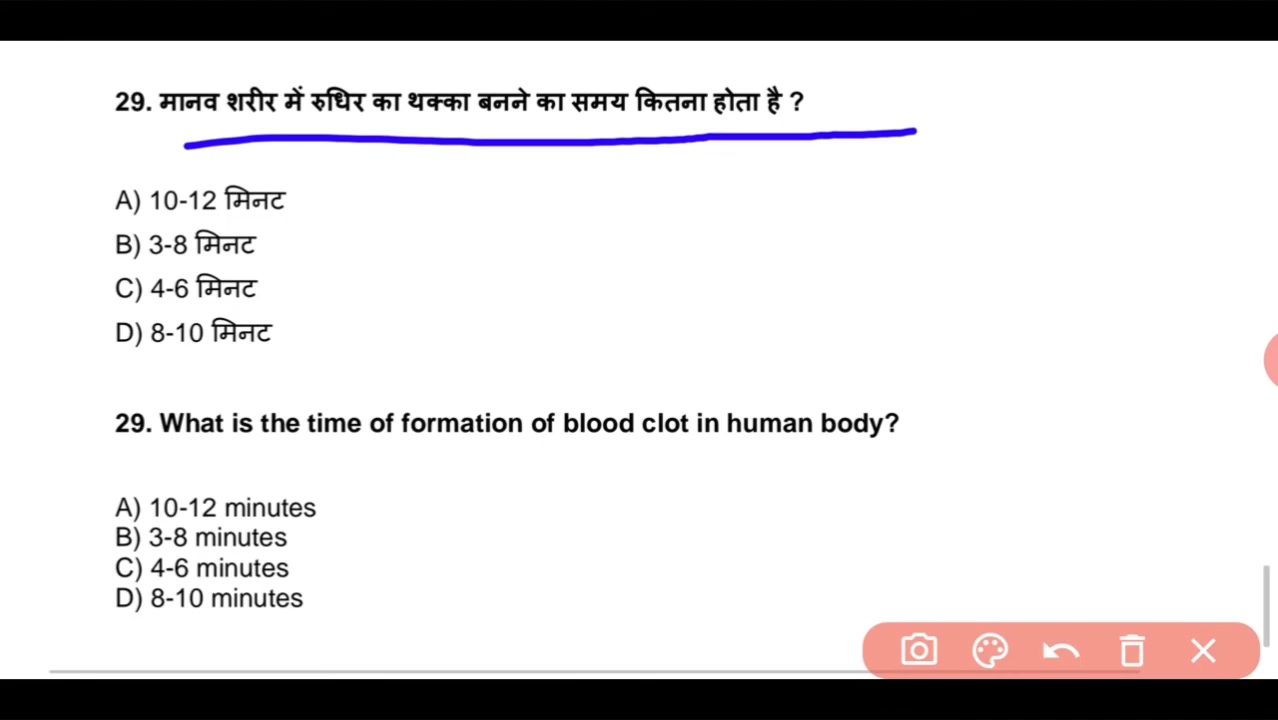 29. मानव शरीर में रुधिर का थक्का बनने का समय कितना होता है ?
A) 10-12 मिनट
B) 3-8 मिनट
C) 4-6 मिनट
D) 8-10 मिनट
29. What is the time of formation of blood clot in human body?
A) 10-12 minutes
B) 3-8 minutes
C) 4-6 minutes
D) 8-10 minutes